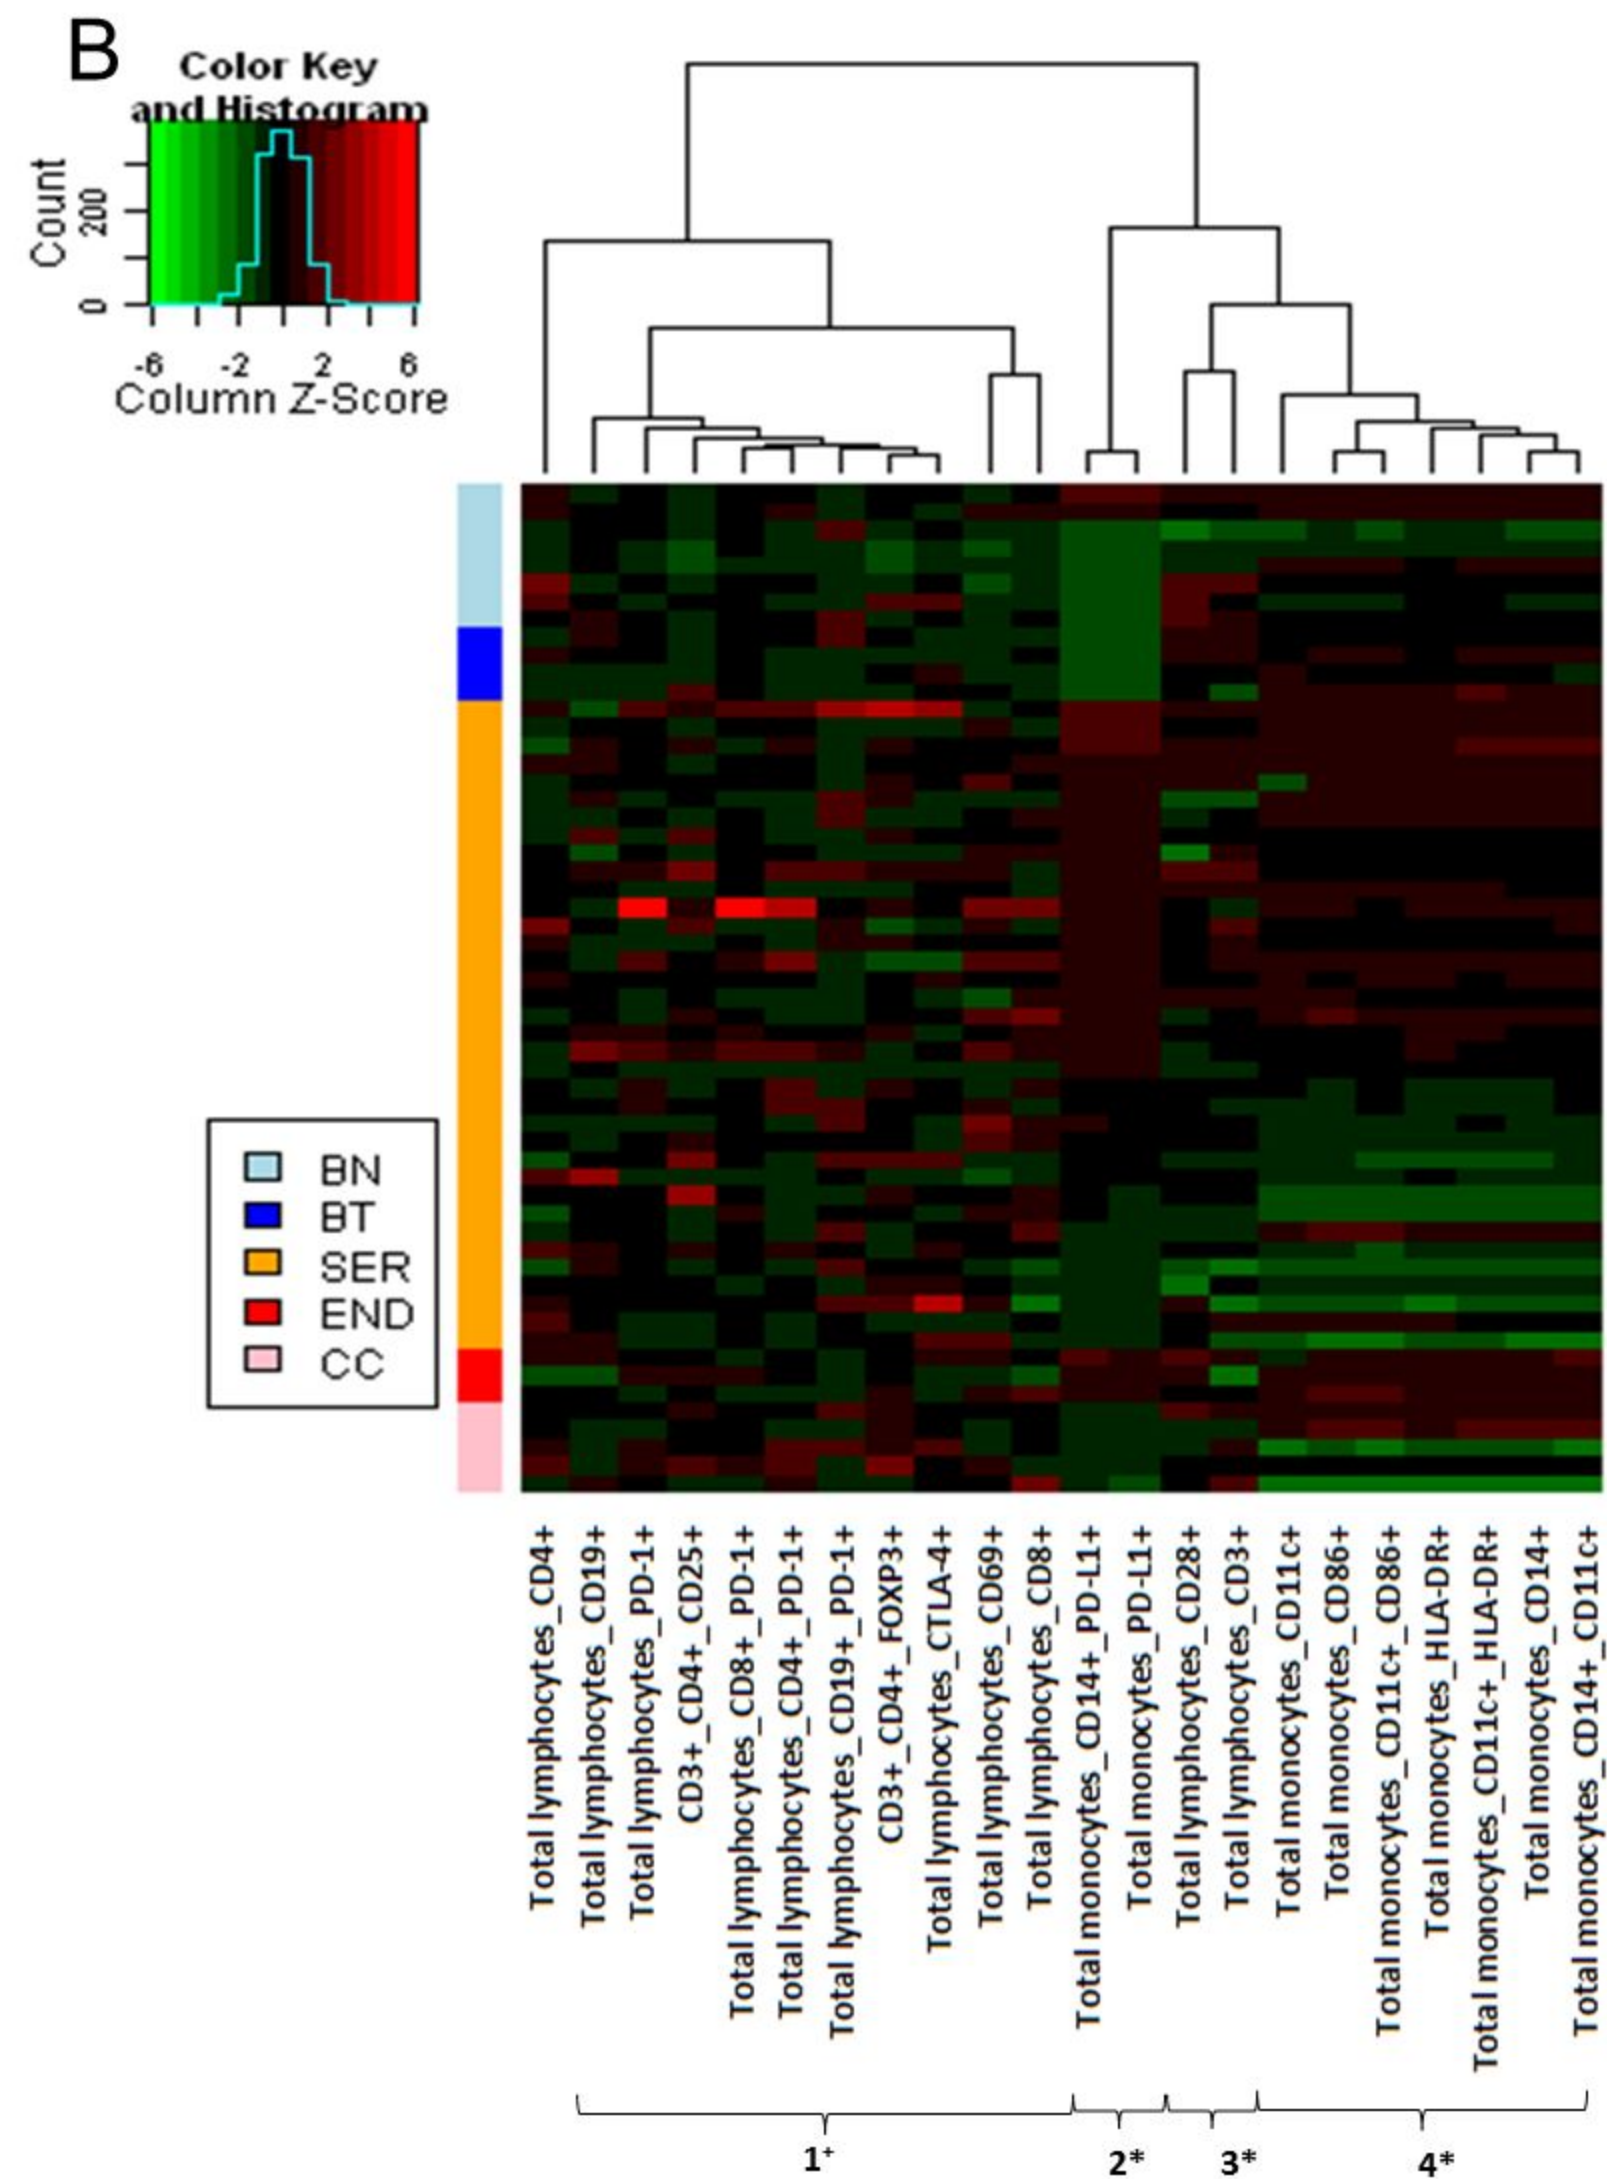 B
Color Key
and Histogram
Count
0 200
-6 -2 2 6
Column Z-Score
BN
BT
SER
END
CC
Total lymphocytes_CD4+
Total lymphocytes_CD19+
Total lymphocytes_PD-1+
CD3+_CD4+_CD25+
Total lymphocytes_CD8+_PD-1+
Total lymphocytes_CD4+_PD-1+
Total lymphocytes_CD19+_PD-1+
CD3+_CD4+_FOXP3+
Total lymphocytes_CTLA-4+
Total lymphocytes_CD69+
Total lymphocytes_CD8+
Total monocytes_CD14+_PD-L1+
Total monocytes_PD-L1+
Total lymphocytes_CD28+
Total lymphocytes_CD3+
Total monocytes_CD11c+
Total monocytes_CD86+
Total monocytes_CD11c+_CD86+
Total monocytes_HLA-DR+
Total monocytes_CD11c+_HLA-DR+
Total monocytes_CD14+
Total monocytes_CD14+_CD11c+
1+ 2* 3* 4*